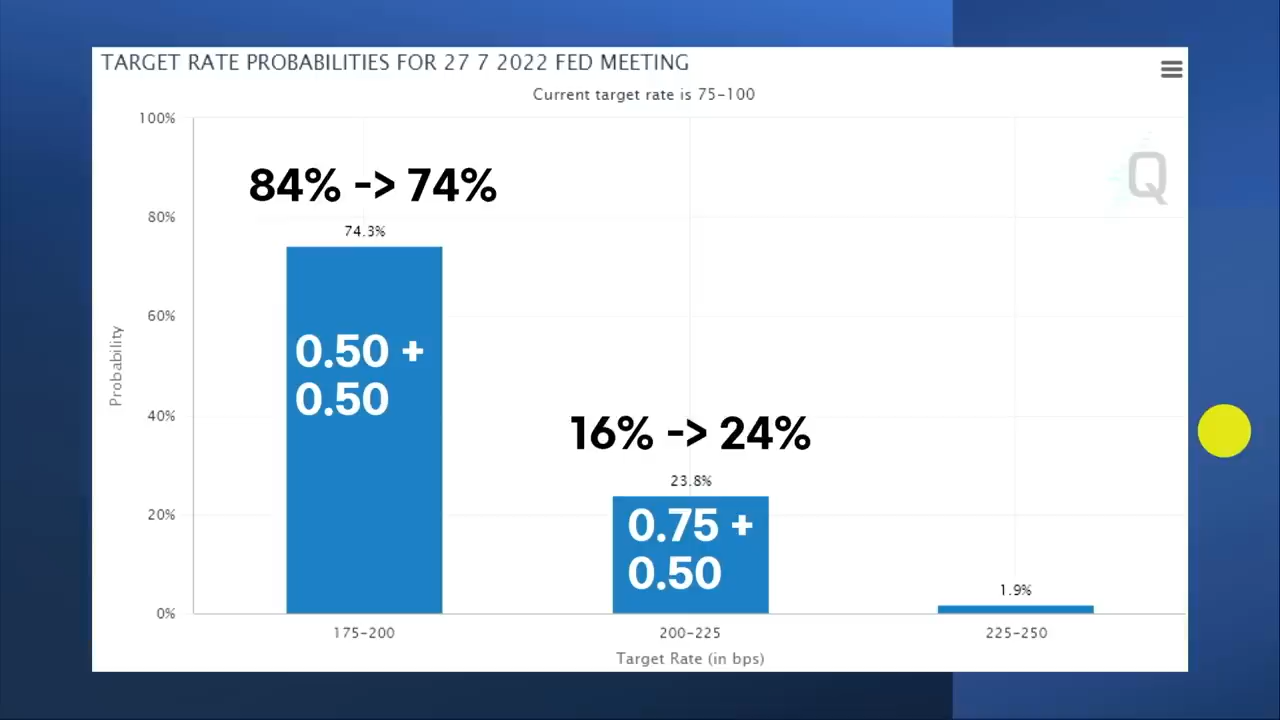 TARGET RATE PROBABILITIES FOR 27 7 2022 FED MEETING
Current target rate is 75–100
100%
80%
60%
40%
20%
0%
Probability
84% -> 74%
74.3%
0.50 +
0.50
16% -> 24%
23.8%
0.75 +
0.50
1.9%
Q
175–200
200–225
225–250
Target Rate (in bps)